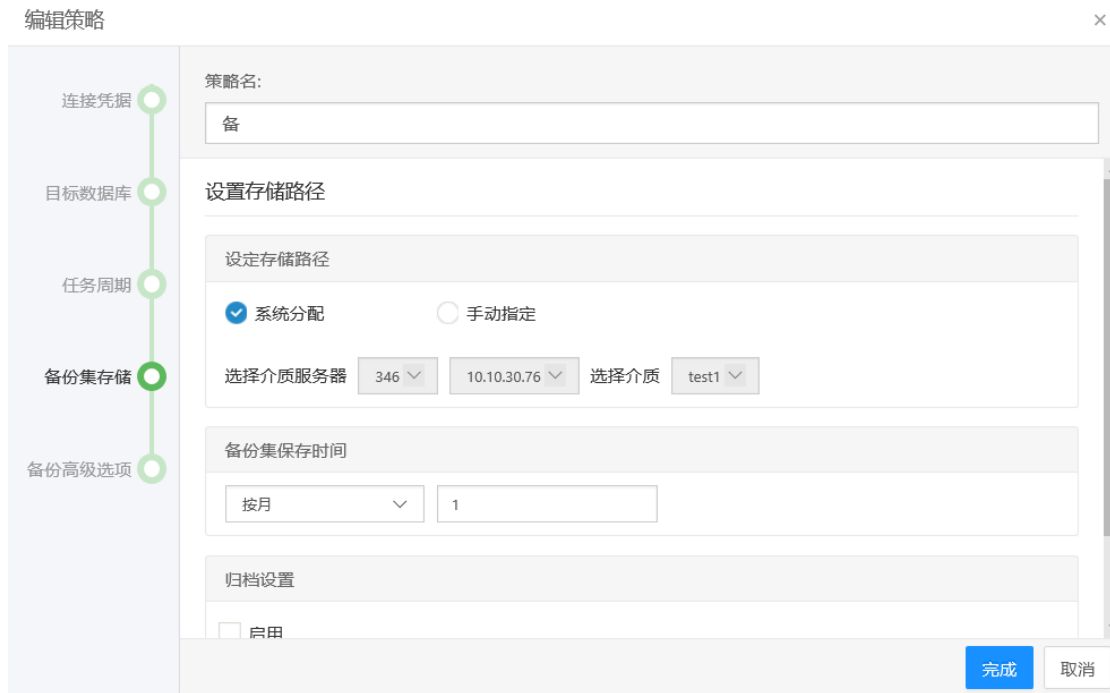 编辑策略
连接凭据
目标数据库
任务周期
备份集存储
备份高级选项
策略名:
备
设置存储路径
设定存储路径
系统分配 手动指定
选择介质服务器 346 10.10.30.76 选择介质 test1
备份集保存时间
按月 1
归档设置
启用
完成 取消